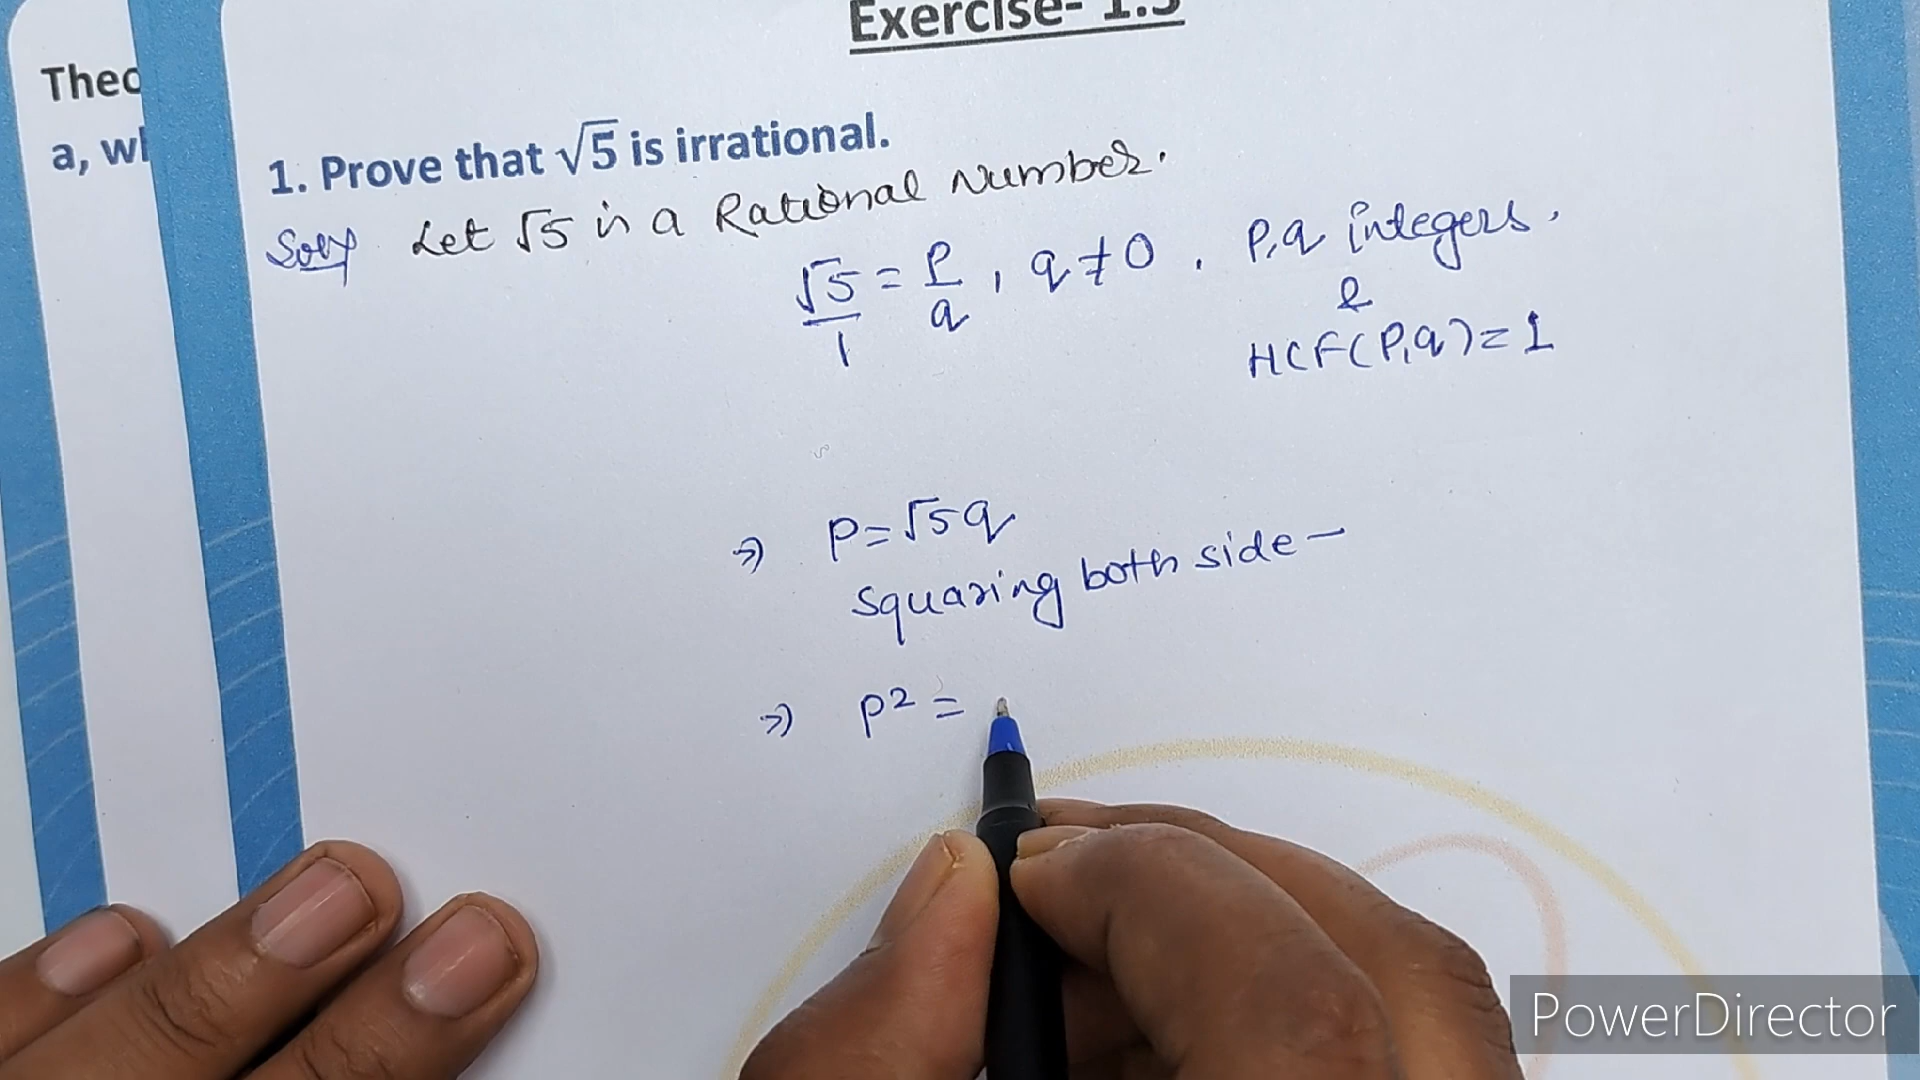 Exercise- 1.3
Theo
a, wh
1. Prove that √5 is irrational.
Soln Let √5 is a Rational Number.
√5/1 = P/q , q ≠ 0 . P,q integers.
&
HCF(P,q) = 1
⇒ P = √5 q
Squaring both side –
⇒ P² =
PowerDirector